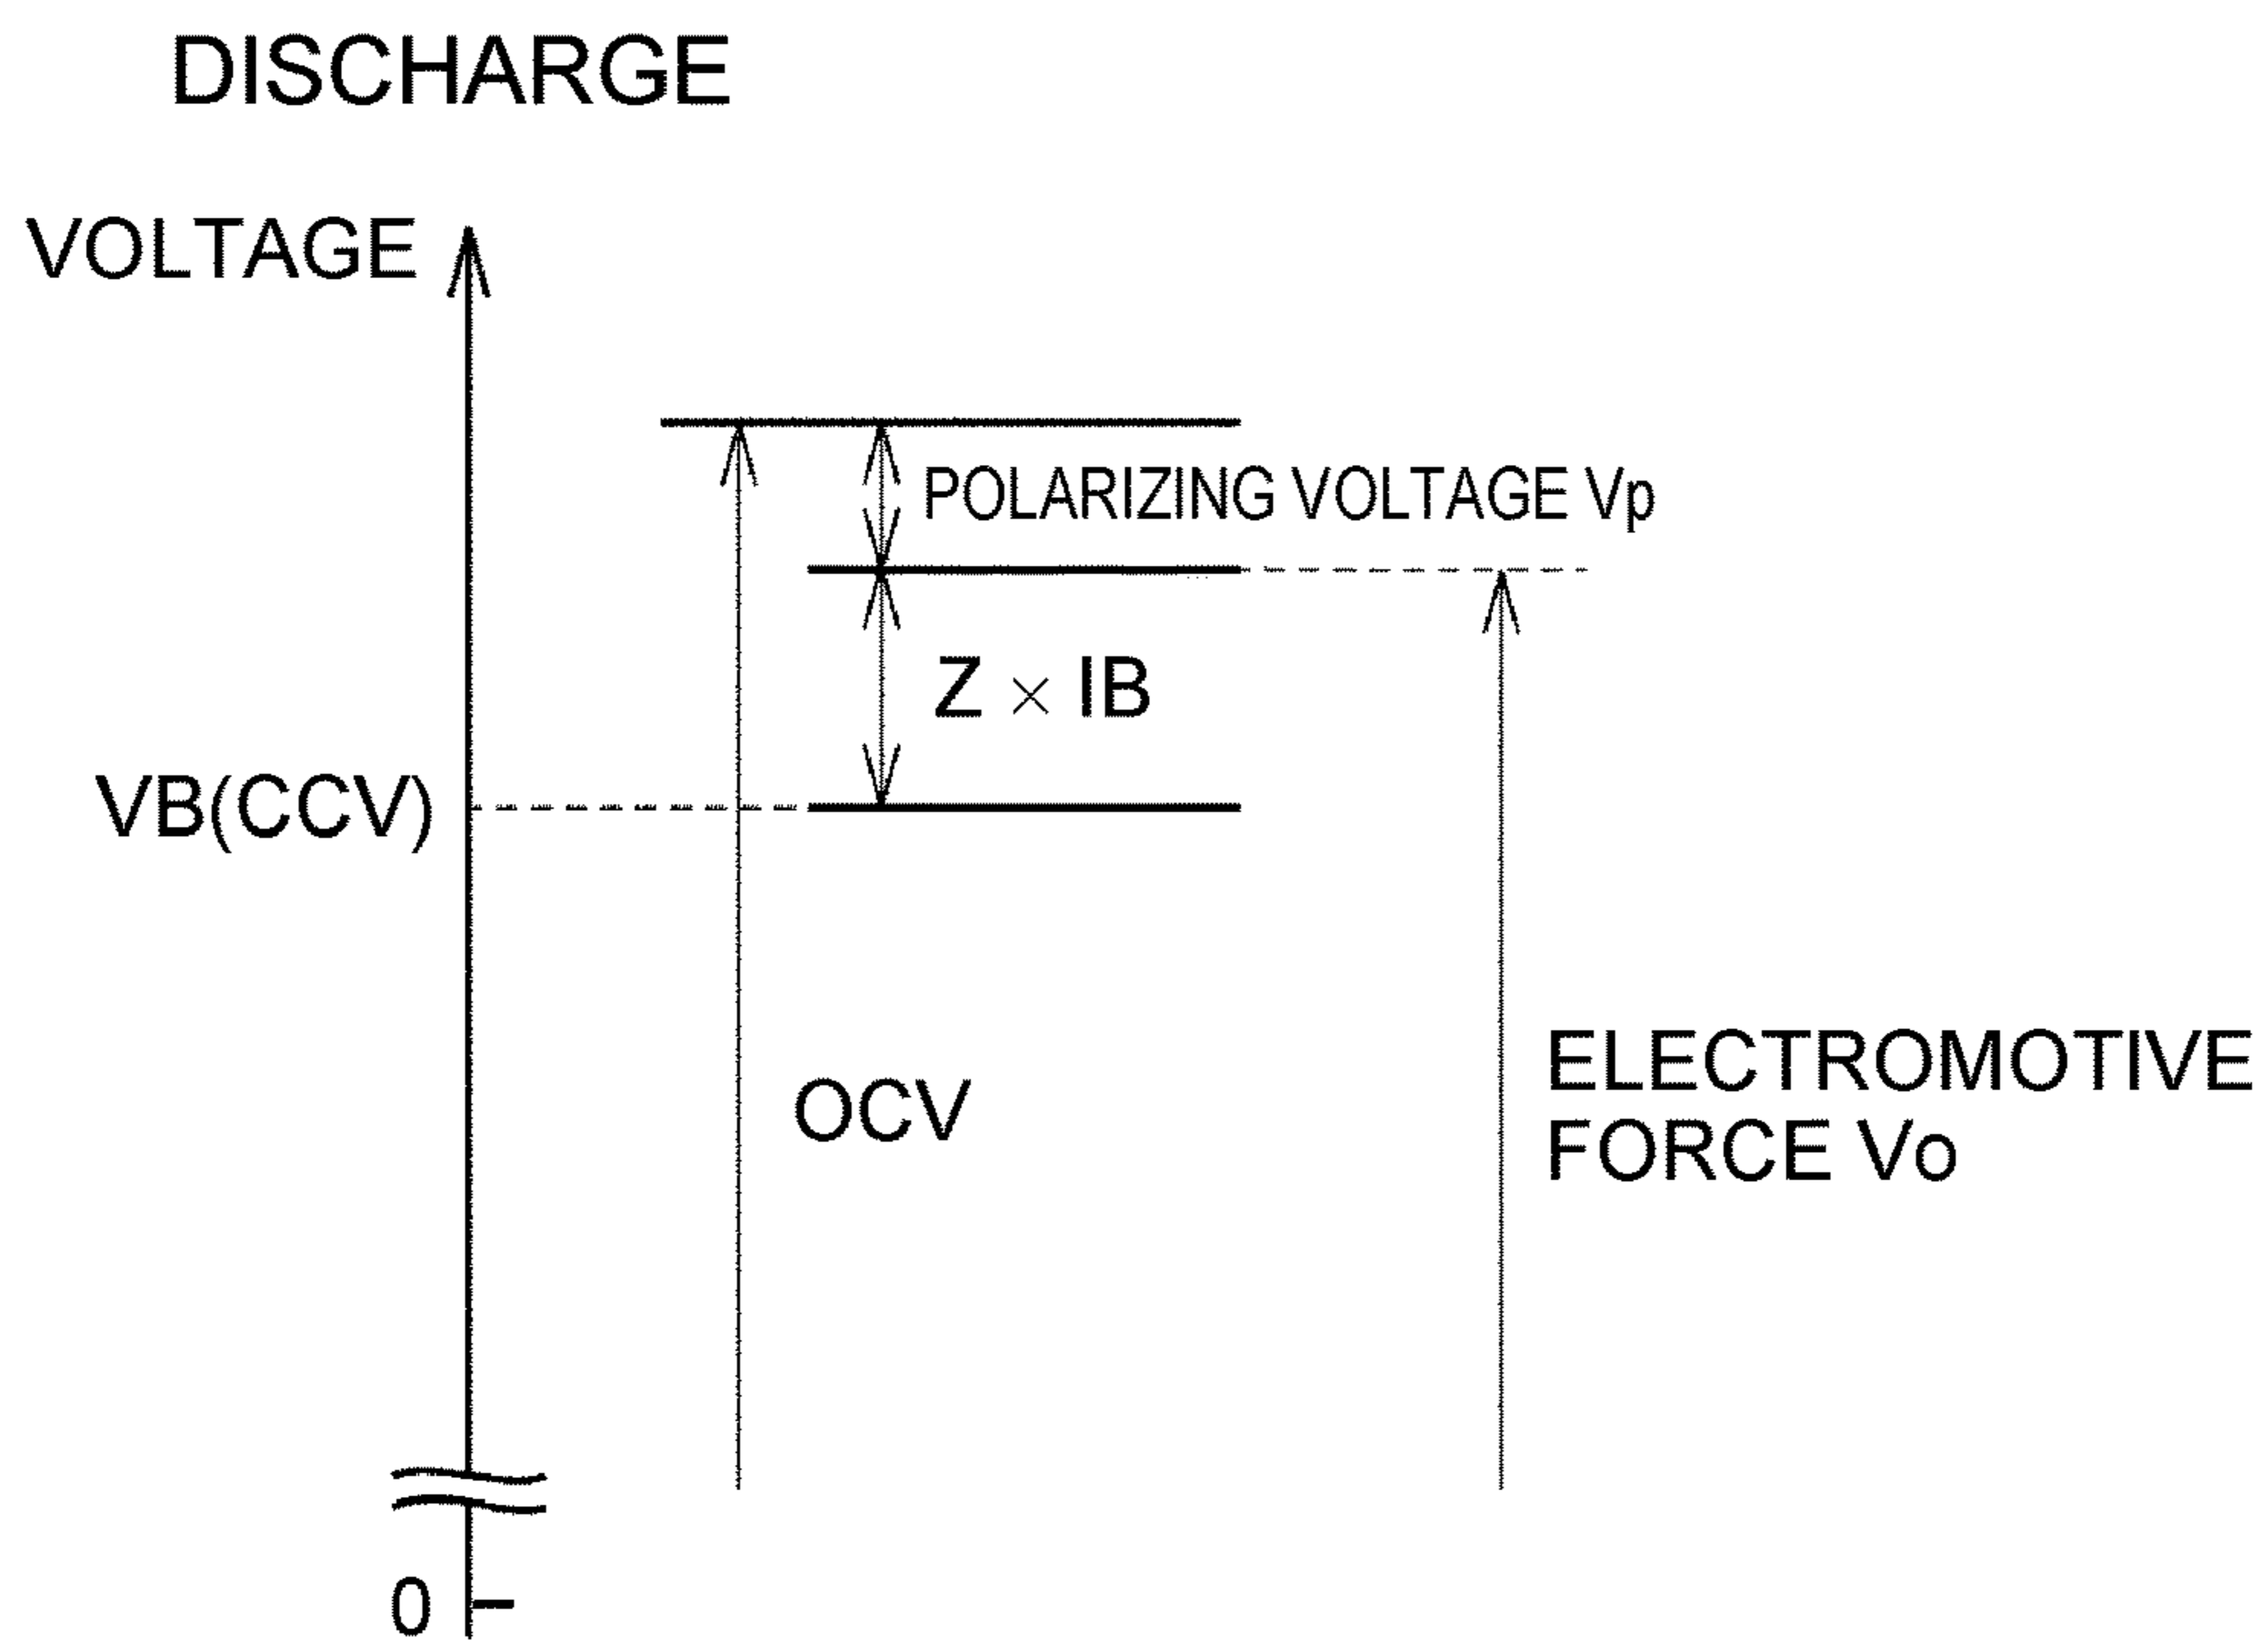 DISCHARGE
VOLTAGE
POLARIZING VOLTAGE Vp
Z × IB
VB(CCV)
OCV
ELECTROMOTIVE
FORCE Vo
0